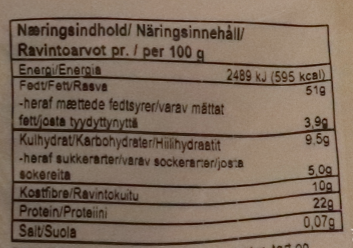 Næringsindhold/ Näringsinnehåll/
Ravintoarvot pr. / per 100 g
Energi/Energia 2489 kJ (595 kcal)
Fedt/Fett/Rasva 51g
-heraf mættede fedtsyrer/varav mättat
fett/josta tyydyttynyttä 3,9g
Kulhydrat/Karbohydrater/Hiilihydraatit 9,5g
-heraf sukkerarter/varav sockerarter/josta
sokereita 5,0g
Kostfibre/Ravintokuitu 10g
Protein/Proteiini 22g
Salt/Suola 0,07g